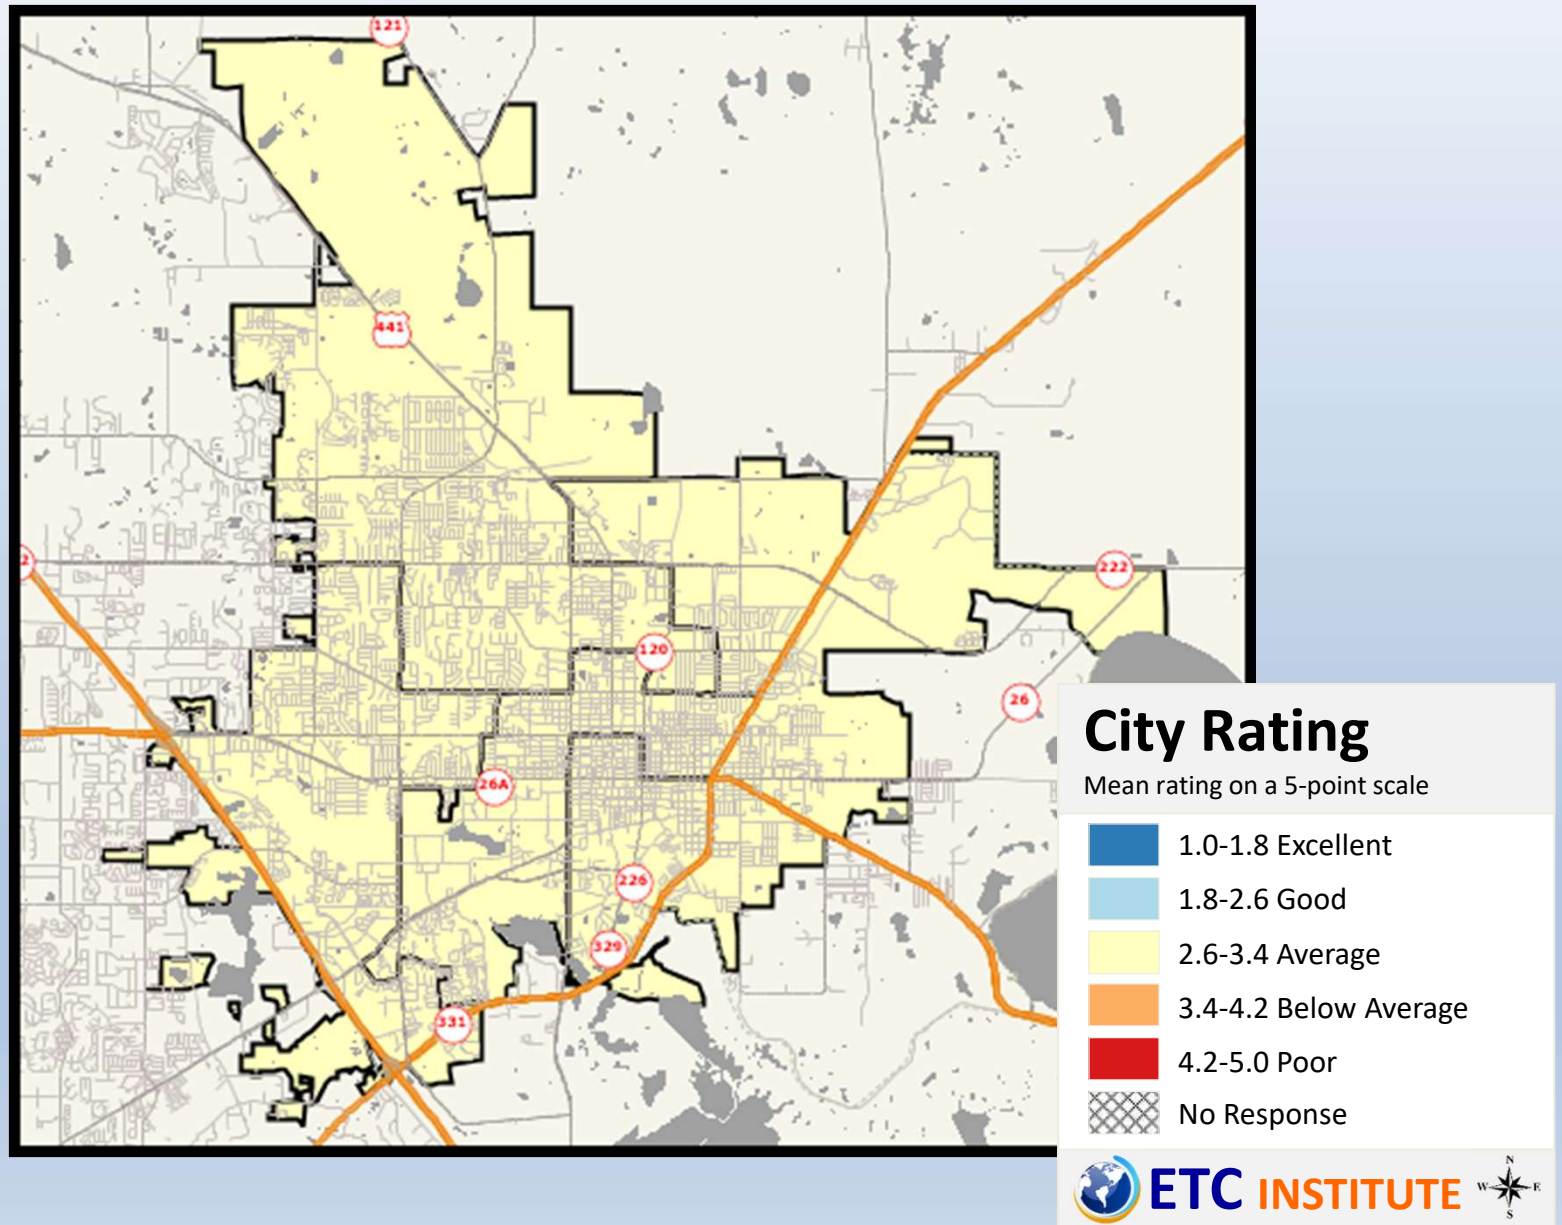 121
441
2
222
120
26
26A
226
329
331
City Rating
Mean rating on a 5-point scale
1.0-1.8 Excellent
1.8-2.6 Good
2.6-3.4 Average
3.4-4.2 Below Average
4.2-5.0 Poor
No Response
ETC INSTITUTE
N
W E
S